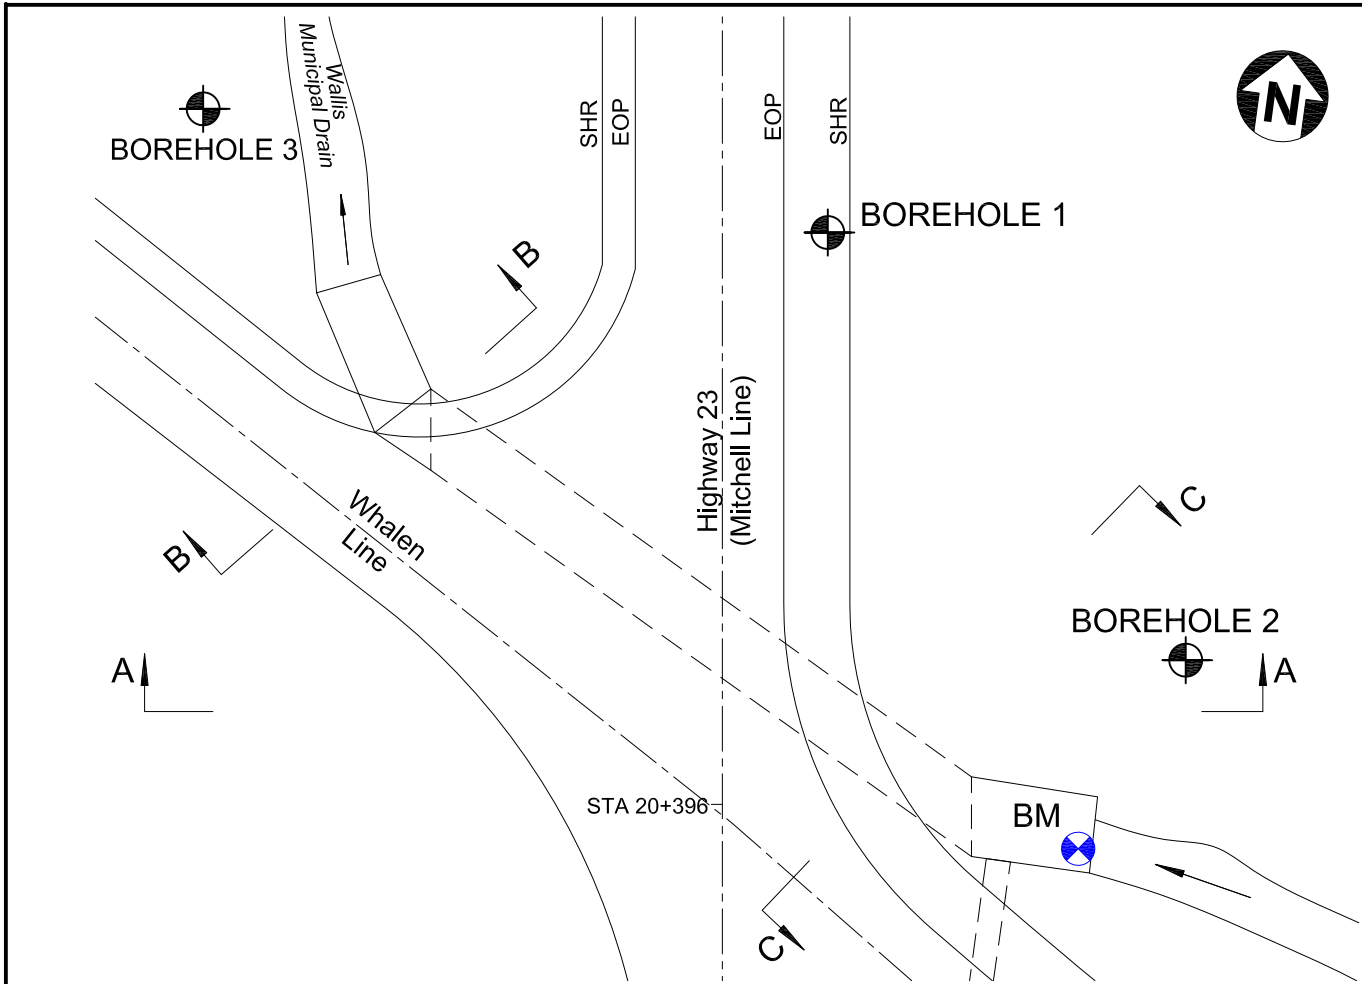 Wallis
Municipal Drain
BOREHOLE 3
SHR
EOP
EOP
SHR
N
BOREHOLE 1
B
Highway 23
(Mitchell Line)
Whalen
Line
B
C
BOREHOLE 2
A
A
STA 20+396
BM
C